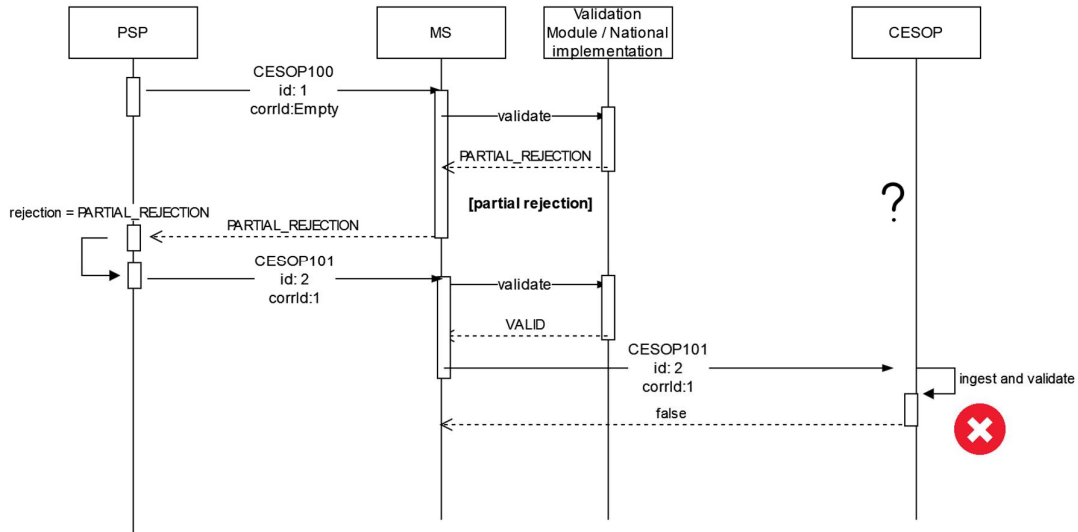 PSP
MS
Validation
Module / National
implementation
CESOP
CESOP100
id: 1
corrId:Empty
validate
PARTIAL_REJECTION
[partial rejection]
?
rejection = PARTIAL_REJECTION
PARTIAL_REJECTION
CESOP101
id: 2
corrId:1
validate
VALID
CESOP101
id: 2
corrId:1
ingest and validate
false